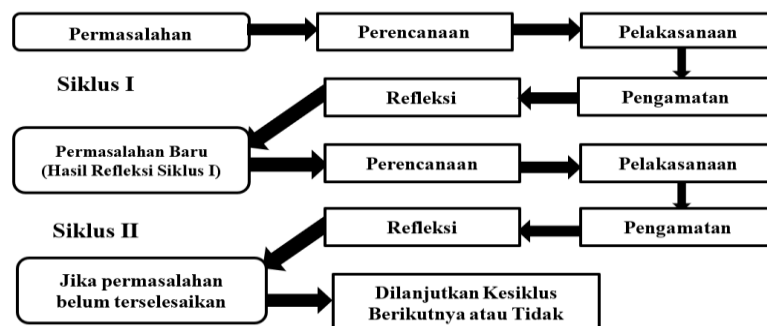 Permasalahan
Perencanaan
Pelakasanaan
Siklus I
Refleksi
Pengamatan
Permasalahan Baru
(Hasil Refleksi Siklus I)
Perencanaan
Pelakasanaan
Siklus II
Refleksi
Pengamatan
Jika permasalahan
belum terselesaikan
Dilanjutkan Kesiklus
Berikutnya atau Tidak